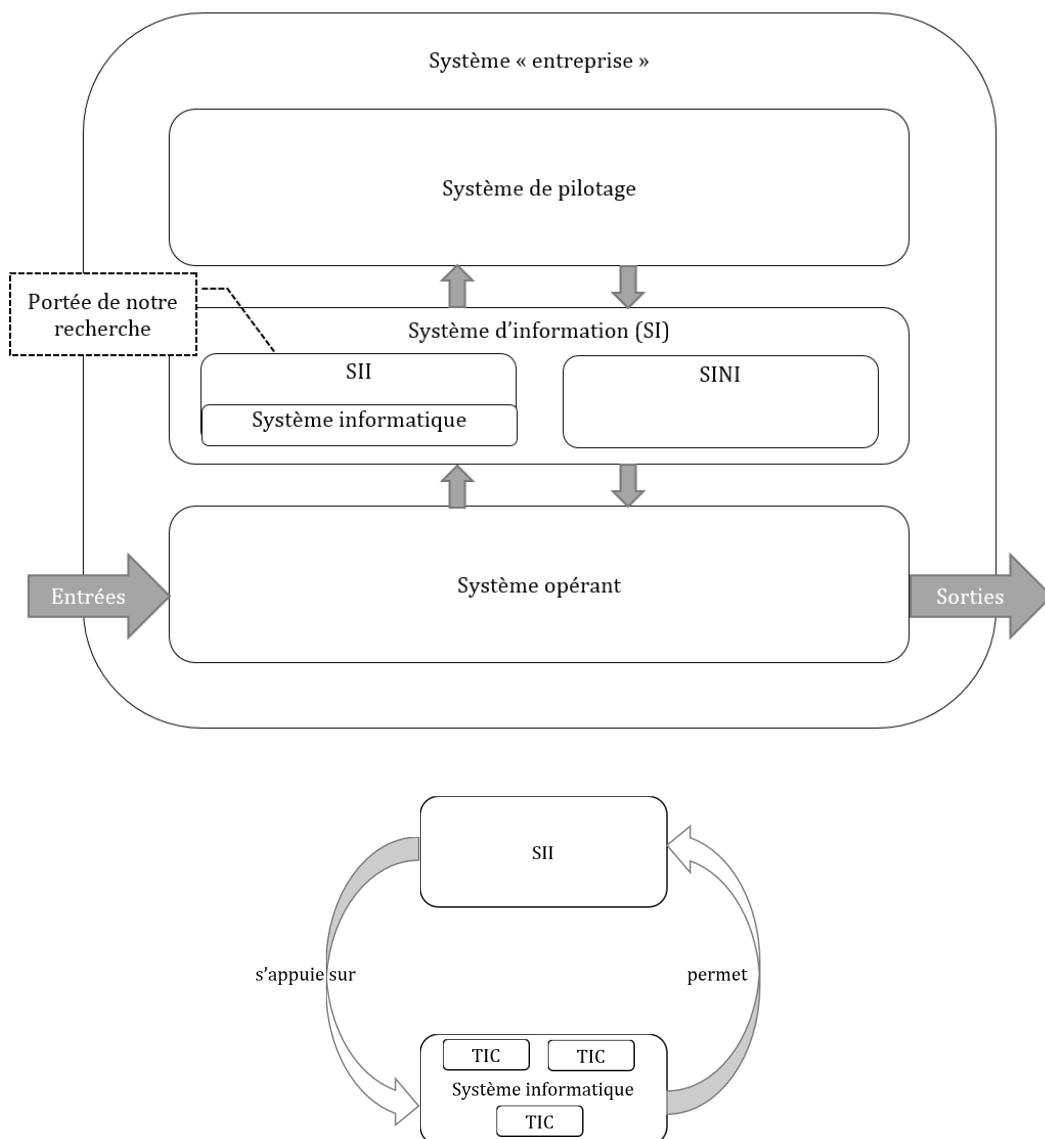 Système « entreprise »
Système de pilotage
Portée de notre
recherche
Système d’information (SI)
SII
SINI
Système informatique
Système opérant
Entrées
Sorties
SII
s’appuie sur
permet
TIC
TIC
Système informatique
TIC